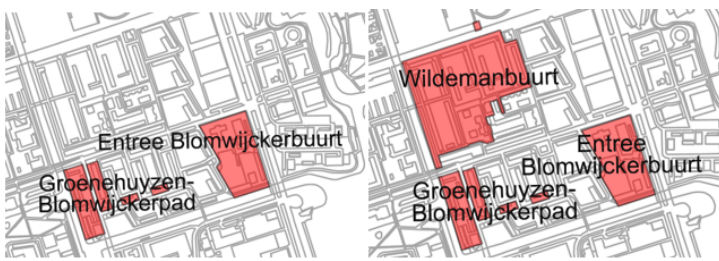 Entree Blomwijckerbuurt
Groenehuyzen-
Blomwijckerpad
Wildemanbuurt
Entree
Blomwijckerbuurt
Groenehuyzen-
Blomwijckerpad